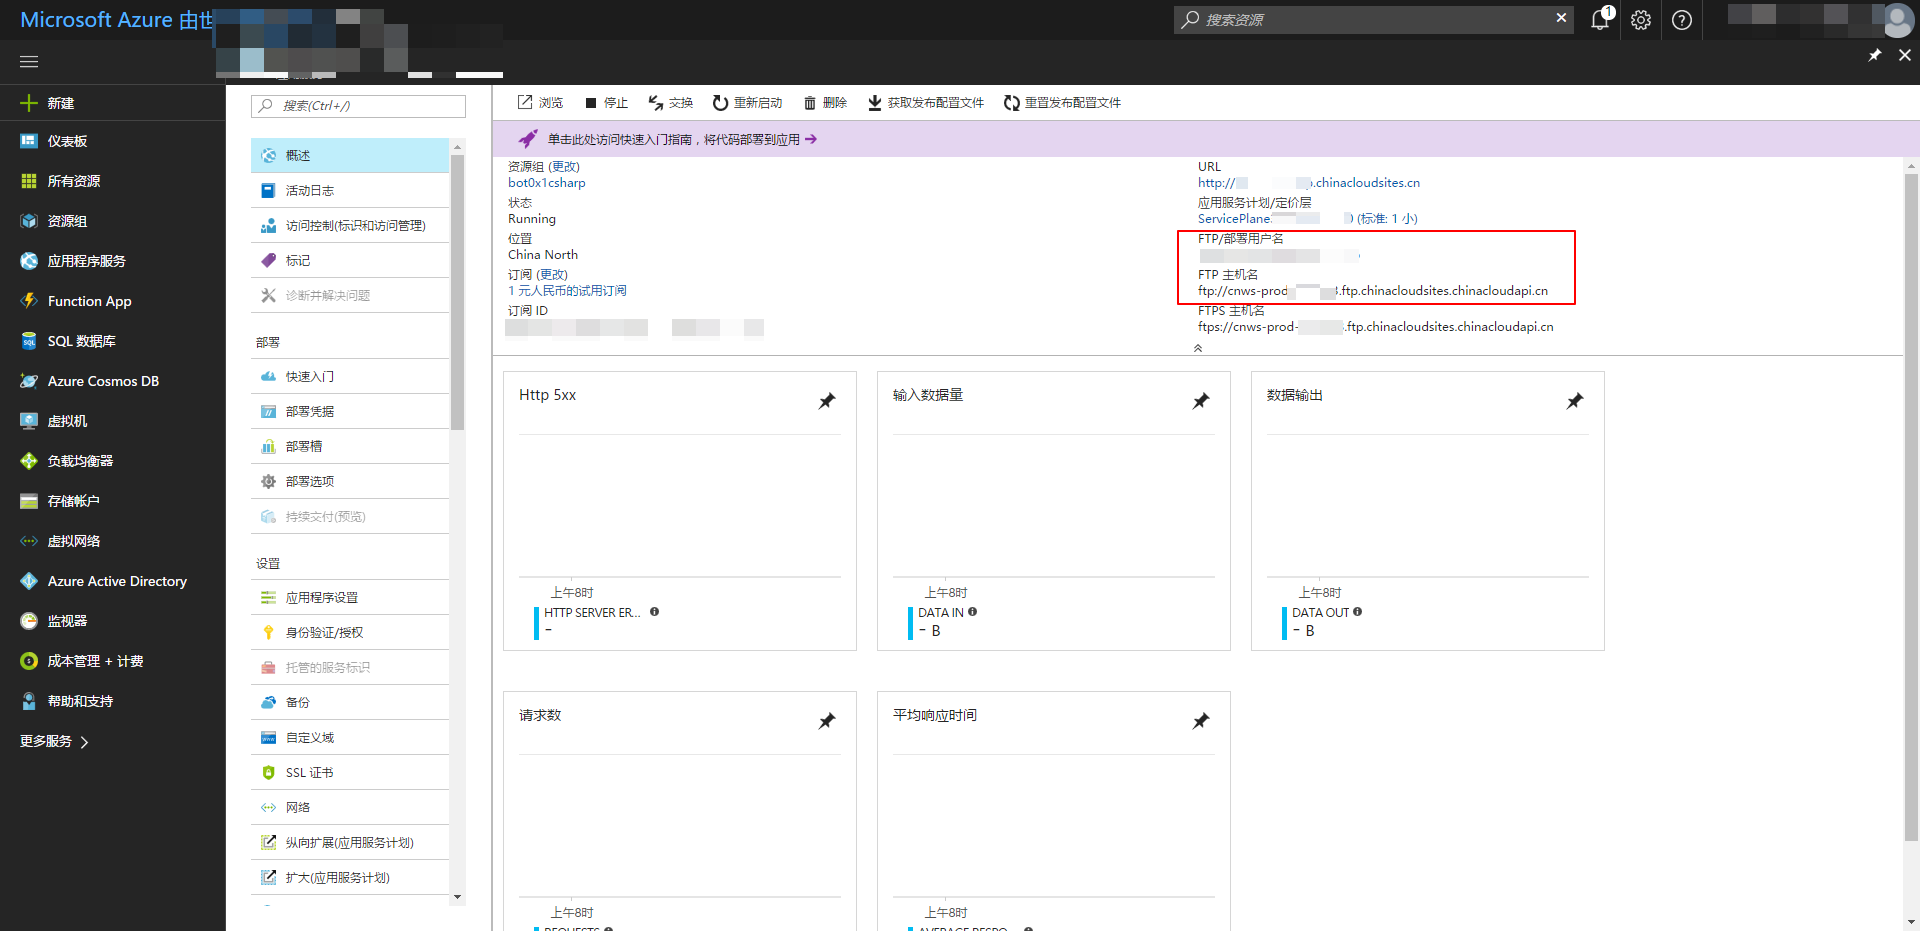 Microsoft Azure 由世
搜索资源
1
新建
仪表板
所有资源
资源组
应用程序服务
Function App
SQL 数据库
Azure Cosmos DB
虚拟机
负载均衡器
存储帐户
虚拟网络
Azure Active Directory
监视器
成本管理 + 计费
帮助和支持
更多服务
搜索(Ctrl+/)
概述
活动日志
访问控制(标识和访问管理)
标记
诊断并解决问题
部署
快速入门
部署凭据
部署槽
部署选项
持续交付(预览)
设置
应用程序设置
身份验证/授权
托管的服务标识
备份
自定义域
SSL 证书
网络
纵向扩展(应用服务计划)
扩大(应用服务计划)
浏览 停止 交换 重新启动 删除 获取发布配置文件 重置发布配置文件
单击此处访问快速入门指南，将代码部署到应用
资源组 (更改)
bot0x1csharp
状态
Running
位置
China North
订阅 (更改)
1 元人民币的试用订阅
订阅 ID
URL
http:// .chinacloudsites.cn
应用服务计划/定价层
ServicePlane (标准: 1 小)
FTP/部署用户名
FTP 主机名
ftp://cnws-prod .ftp.chinacloudsites.chinacloudapi.cn
FTPS 主机名
ftps://cnws-prod- .ftp.chinacloudsites.chinacloudapi.cn
Http 5xx
上午8时
HTTP SERVER ER...
-
输入数据量
上午8时
DATA IN
- B
数据输出
上午8时
DATA OUT
- B
请求数
上午8时
REQUESTS
平均响应时间
上午8时
AVERAGE RESPO...